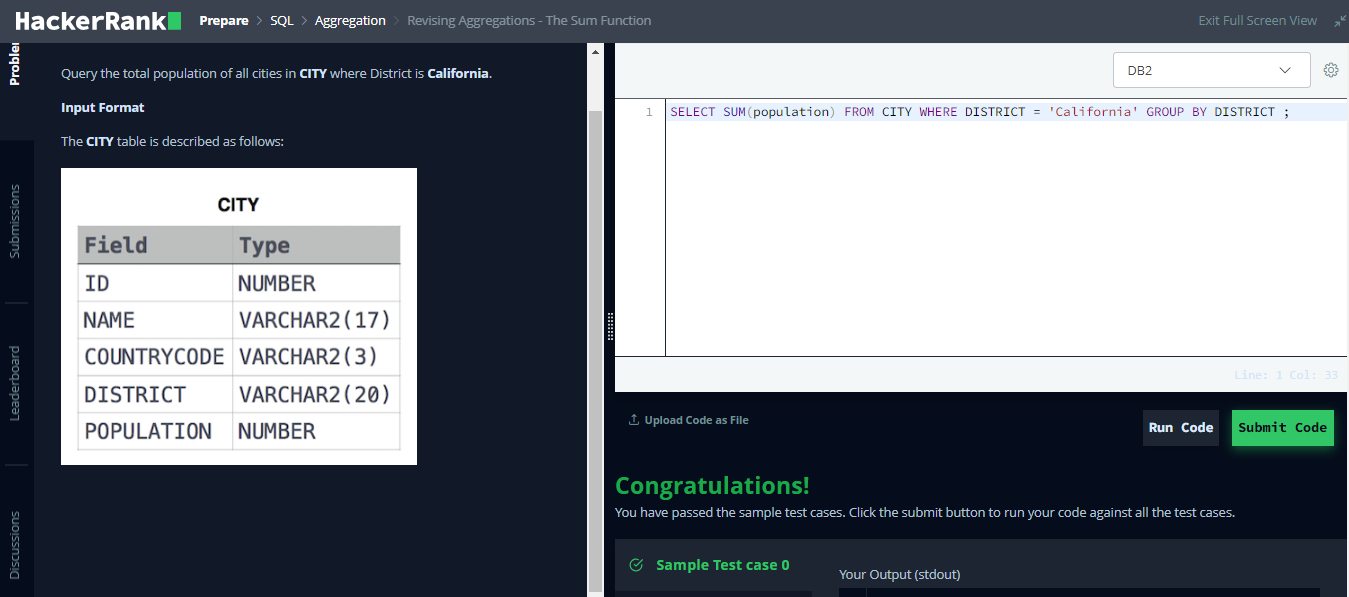 HackerRank Prepare > SQL > Aggregation > Revising Aggregations - The Sum Function Exit Full Screen View
Submissions
Leaderboard
Discussions
Query the total population of all cities in CITY where District is California.
Input Format
The CITY table is described as follows:
CITY
Field Type
ID NUMBER
NAME VARCHAR2(17)
COUNTRYCODE VARCHAR2(3)
DISTRICT VARCHAR2(20)
POPULATION NUMBER
DB2
1 SELECT SUM(population) FROM CITY WHERE DISTRICT = 'California' GROUP BY DISTRICT ;
Line: 1 Col: 33
Upload Code as File
Run Code Submit Code
Congratulations!
You have passed the sample test cases. Click the submit button to run your code against all the test cases.
Sample Test case 0
Your Output (stdout)